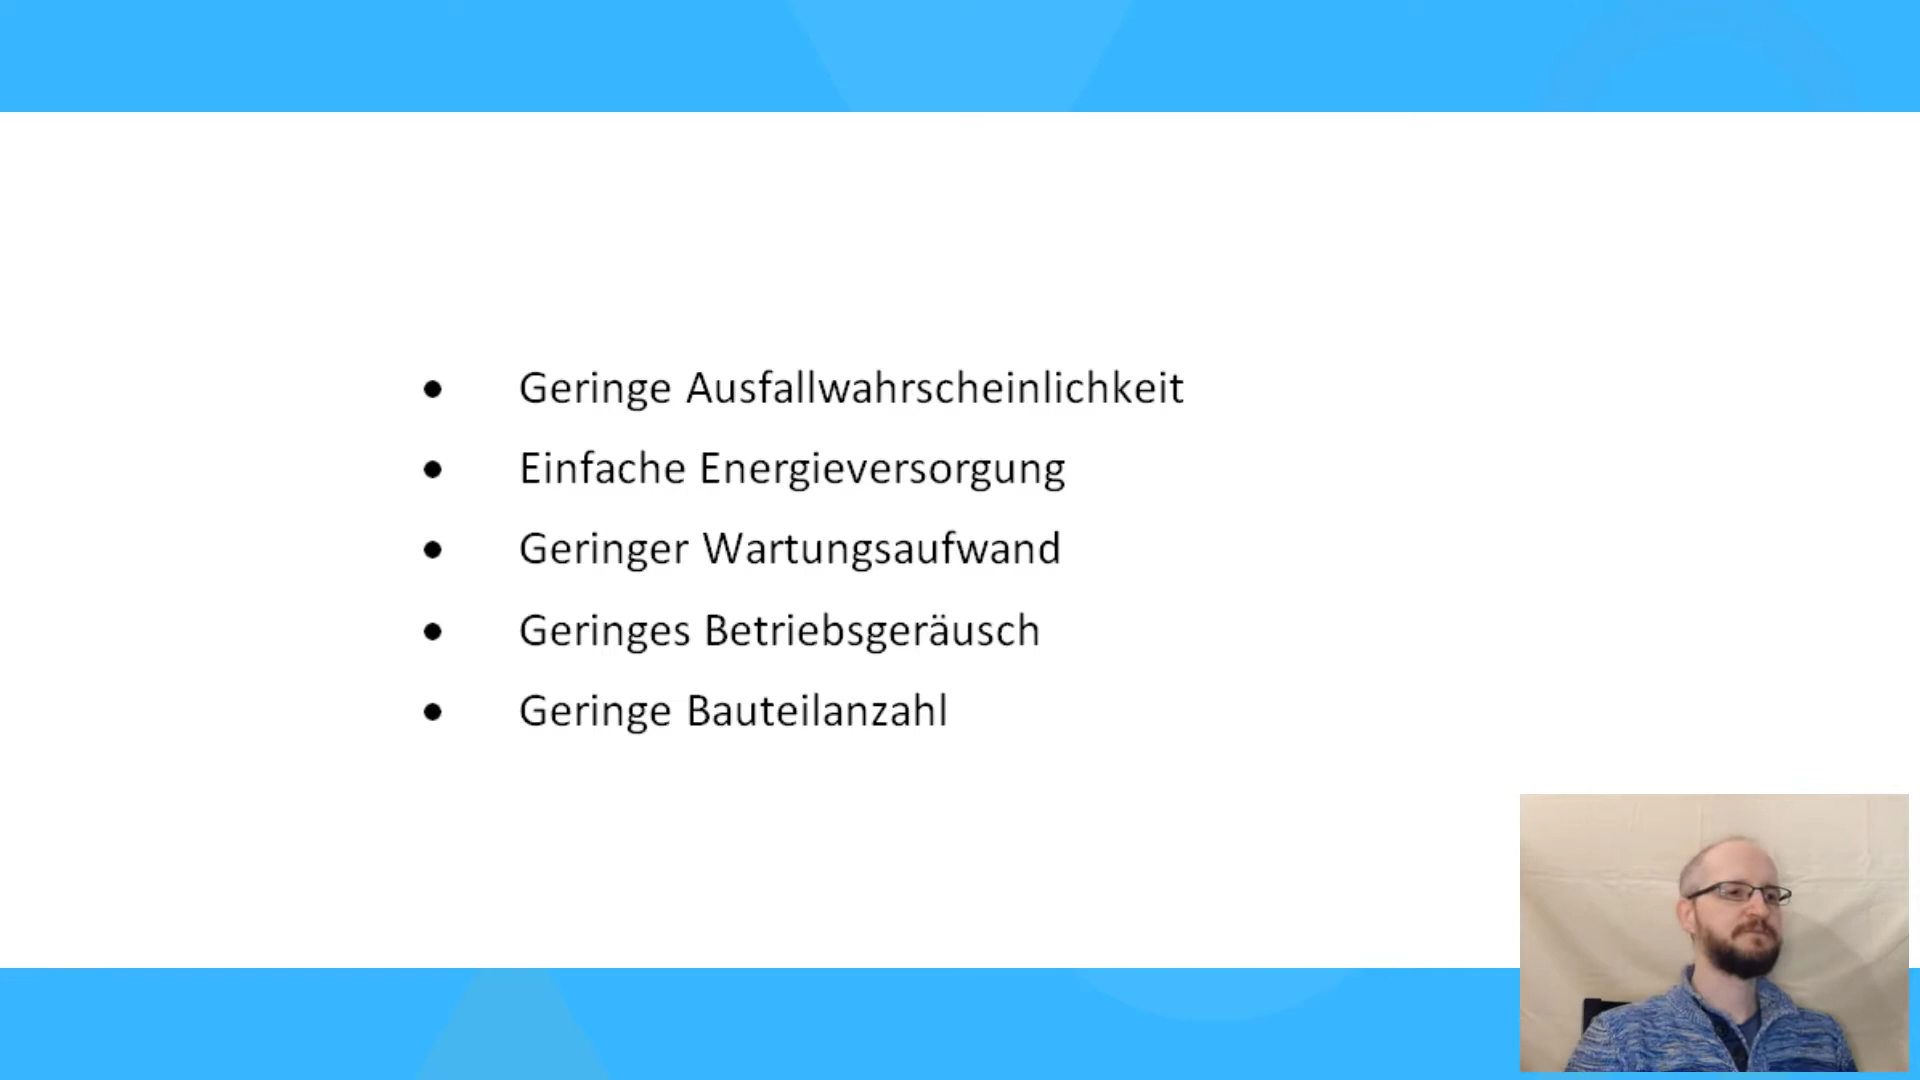 • Geringe Ausfallwahrscheinlichkeit
• Einfache Energieversorgung
• Geringer Wartungsaufwand
• Geringes Betriebsgeräusch
• Geringe Bauteilanzahl